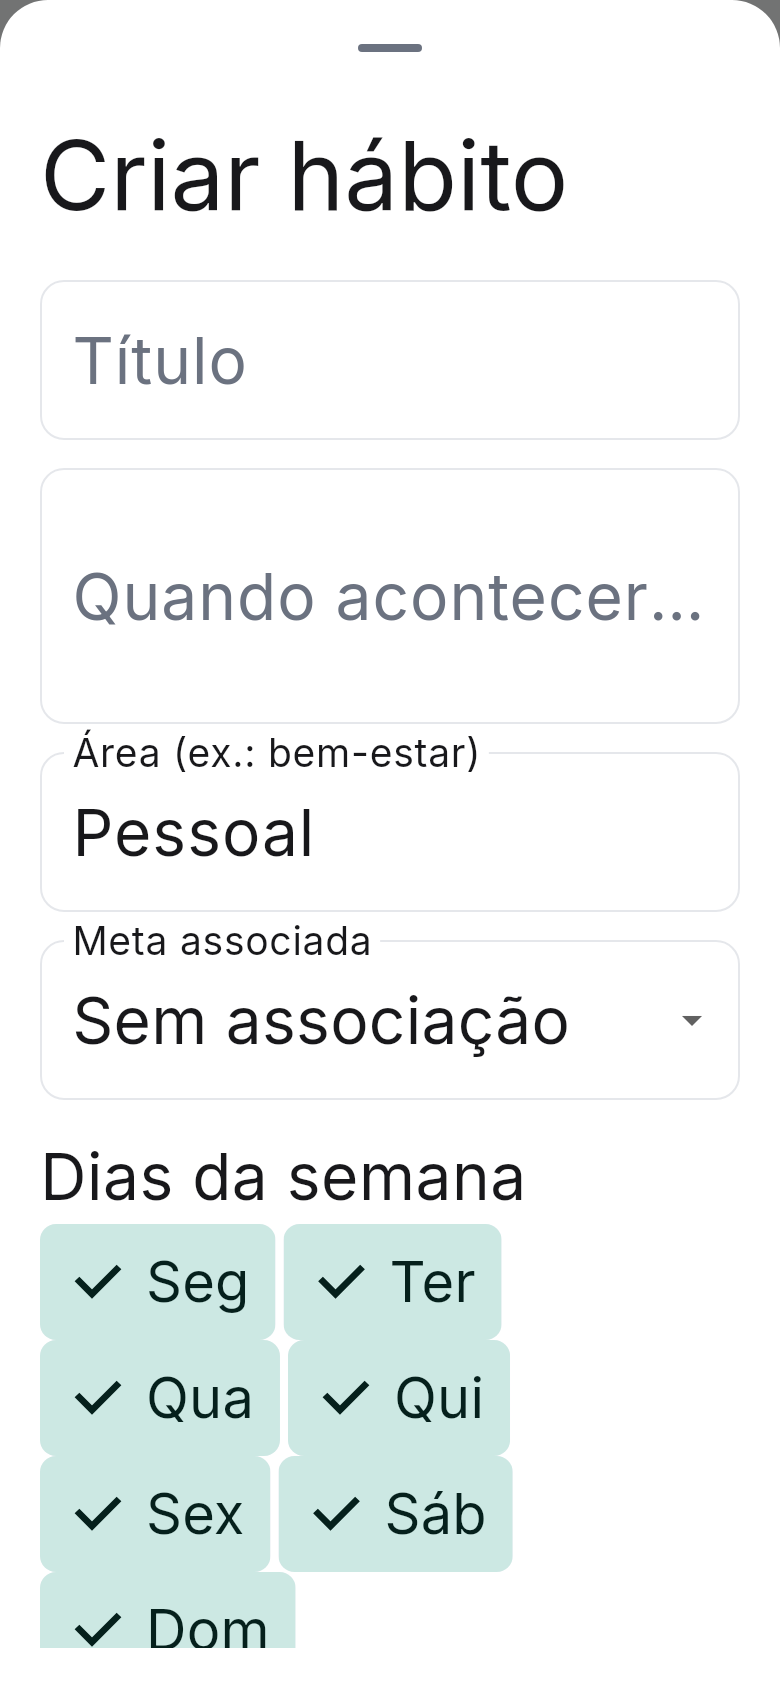 Criar hábito
Título
Quando acontecer...
Área (ex.: bem-estar)
Pessoal
Meta associada
Sem associação
Dias da semana
Seg Ter
Qua Qui
Sex Sáb
Dom